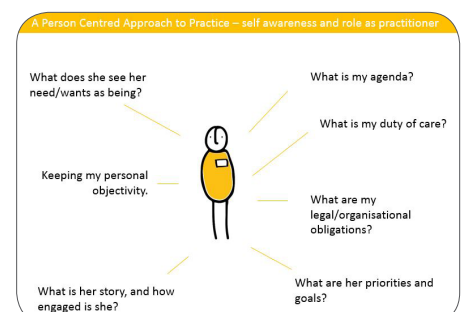 A Person Centred Approach to Practice – self awareness and role as practitioner
What does she see her
need/wants as being?
What is my agenda?
What is my duty of care?
Keeping my personal
objectivity.
What are my
legal/organisational
obligations?
What is her story, and how
engaged is she?
What are her priorities and
goals?